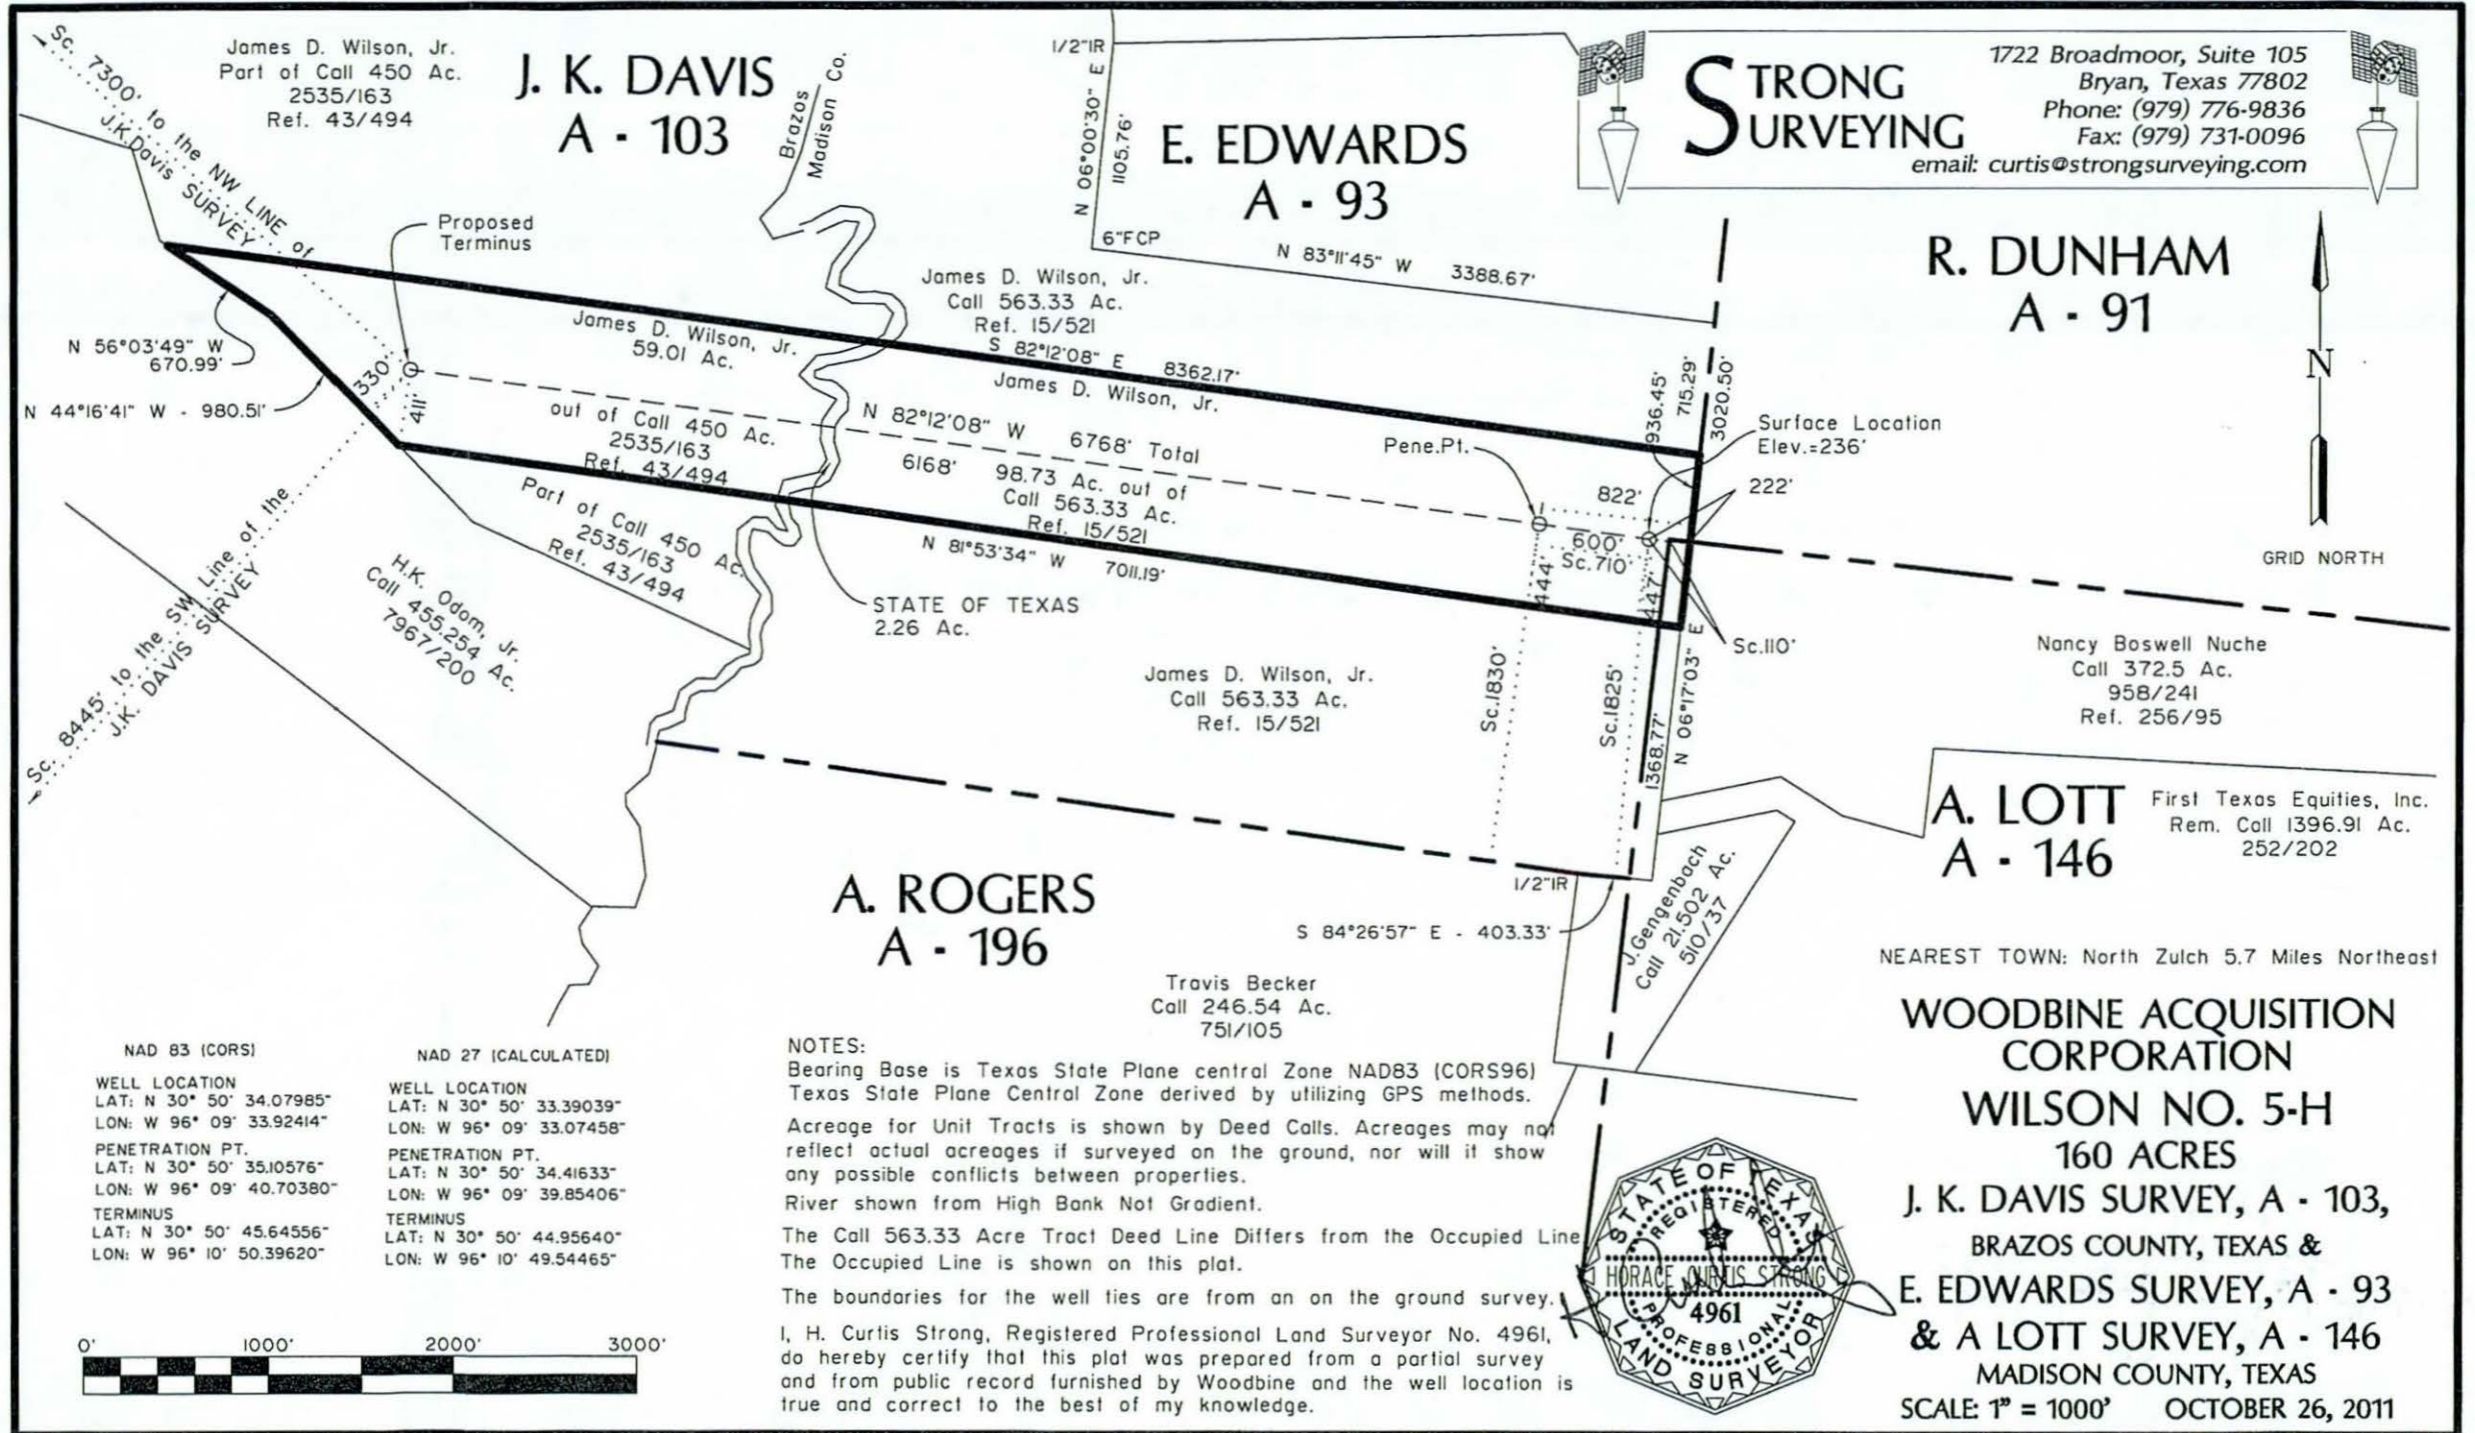 Sc. 7300' to the NW LINE of
J.K.Davis SURVEY
James D. Wilson, Jr.
Part of Call 450 Ac.
2535/163
Ref. 43/494
J. K. DAVIS
A - 103
Brazos
Madison Co.
1/2"IR
N 06°00'30" E
1105.76'
6"FCP
E. EDWARDS
A - 93
N 83°11'45" W 3388.67'
STRONG
SURVEYING
1722 Broadmoor, Suite 105
Bryan, Texas 77802
Phone: (979) 776-9836
Fax: (979) 731-0096
email: curtis@strongsurveying.com
R. DUNHAM
A - 91
N
GRID NORTH
Proposed
Terminus
James D. Wilson, Jr.
Call 563.33 Ac.
Ref. 15/521
S 82°12'08" E 8362.17'
James D. Wilson, Jr.
59.01 Ac.
James D. Wilson, Jr.
N 56°03'49" W
670.99'
N 44°16'41" W - 980.51'
330'
411'
out of Call 450 Ac.
2535/163
Ref. 43/494
N 82°12'08" W 6768' Total
6168'
98.73 Ac. out of
Call 563.33 Ac.
Ref. 15/521
Pene.Pt.
936.45'
715.29'
3020.50'
Surface Location
Elev.=236'
822'
222'
600'
Sc.710'
444'
447'
Sc.110'
N 81°53'34" W 7011.19'
Part of Call 450 Ac.
2535/163
Ref. 43/494
STATE OF TEXAS
2.26 Ac.
H.K. Odom, Jr.
Call 455.254 Ac.
7967/200
Sc. 8445' to the SW Line of the
J.K. DAVIS SURVEY
James D. Wilson, Jr.
Call 563.33 Ac.
Ref. 15/521
Sc.1830'
Sc.1825'
1368.77'
N 06°17'03" E
Nancy Boswell Nuche
Call 372.5 Ac.
958/241
Ref. 256/95
A. LOTT
A - 146
First Texas Equities, Inc.
Rem. Call 1396.91 Ac.
252/202
A. ROGERS
A - 196
1/2"IR
S 84°26'57" E - 403.33'
J.Gengenbach
Call 21.502 Ac.
510/37
Travis Becker
Call 246.54 Ac.
751/105
NEAREST TOWN: North Zulch 5.7 Miles Northeast
NAD 83 (CORS)
WELL LOCATION
LAT: N 30° 50' 34.07985"
LON: W 96° 09' 33.92414"
PENETRATION PT.
LAT: N 30° 50' 35.10576"
LON: W 96° 09' 40.70380"
TERMINUS
LAT: N 30° 50' 45.64556"
LON: W 96° 10' 50.39620"
NAD 27 (CALCULATED)
WELL LOCATION
LAT: N 30° 50' 33.39039"
LON: W 96° 09' 33.07458"
PENETRATION PT.
LAT: N 30° 50' 34.41633"
LON: W 96° 09' 39.85406"
TERMINUS
LAT: N 30° 50' 44.95640"
LON: W 96° 10' 49.54465"
0' 1000' 2000' 3000'
NOTES:
Bearing Base is Texas State Plane central Zone NAD83 (CORS96)
Texas State Plane Central Zone derived by utilizing GPS methods.
Acreage for Unit Tracts is shown by Deed Calls. Acreages may not
reflect actual acreages if surveyed on the ground, nor will it show
any possible conflicts between properties.
River shown from High Bank Not Gradient.
The Call 563.33 Acre Tract Deed Line Differs from the Occupied Line
The Occupied Line is shown on this plat.
The boundaries for the well ties are from an on the ground survey.
I, H. Curtis Strong, Registered Professional Land Surveyor No. 4961,
do hereby certify that this plat was prepared from a partial survey
and from public record furnished by Woodbine and the well location is
true and correct to the best of my knowledge.
STATE OF TEXAS
REGISTERED
HORACE CURTIS STRONG
4961
PROFESSIONAL
LAND SURVEYOR
WOODBINE ACQUISITION
CORPORATION
WILSON NO. 5-H
160 ACRES
J. K. DAVIS SURVEY, A - 103,
BRAZOS COUNTY, TEXAS &
E. EDWARDS SURVEY, A - 93
& A LOTT SURVEY, A - 146
MADISON COUNTY, TEXAS
SCALE: 1" = 1000' OCTOBER 26, 2011